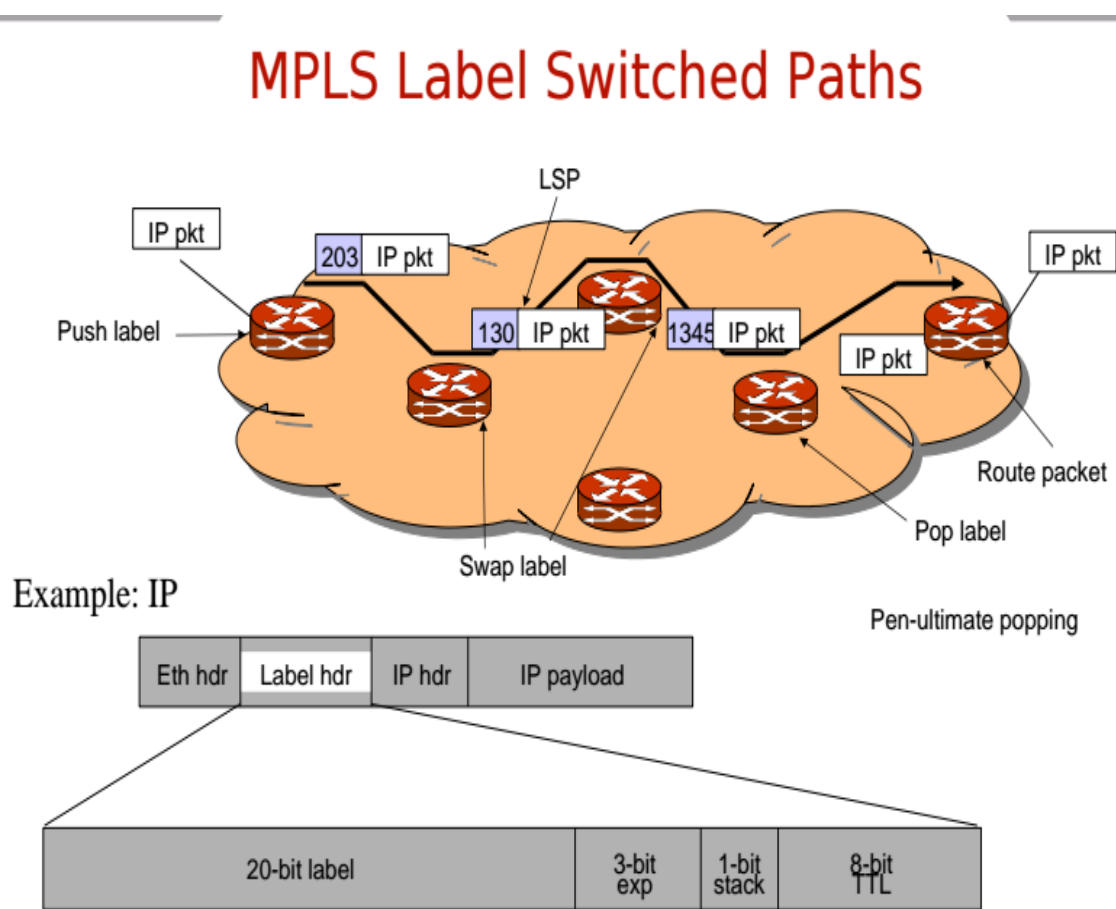 MPLS Label Switched Paths
LSP
IP pkt
203 IP pkt
IP pkt
Push label
130 IP pkt
1345 IP pkt
IP pkt
Route packet
Pop label
Swap label
Example: IP
Pen-ultimate popping
Eth hdr Label hdr IP hdr IP payload
20-bit label
3-bit
exp
1-bit
stack
8-bit
TTL